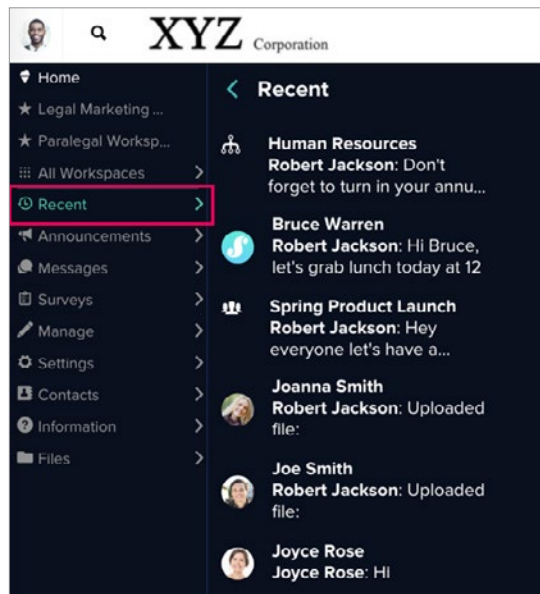 XYZ Corporation
Home
Legal Marketing ...
Paralegal Worksp...
All Workspaces
Recent
Announcements
Messages
Surveys
Manage
Settings
Contacts
Information
Files
Recent
Human Resources
Robert Jackson: Don't
forget to turn in your annu...
Bruce Warren
Robert Jackson: Hi Bruce,
let's grab lunch today at 12
Spring Product Launch
Robert Jackson: Hey
everyone let's have a...
Joanna Smith
Robert Jackson: Uploaded
file:
Joe Smith
Robert Jackson: Uploaded
file:
Joyce Rose
Joyce Rose: Hi